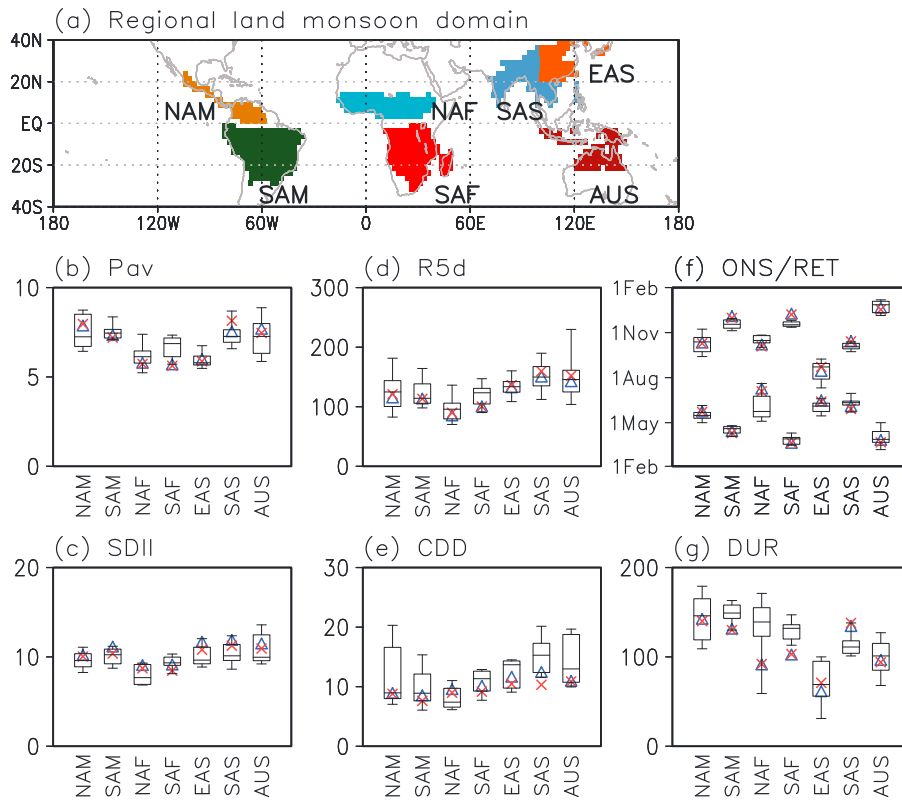 (a) Regional land monsoon domain
40N
20N
EQ
20S
40S
NAM
SAM
NAF
SAF
SAS
EAS
AUS
180 120W 60W 0 60E 120E 180
(b) Pav
10
5
0
NAM SAM NAF SAF EAS SAS AUS
(d) R5d
300
200
100
0
NAM SAM NAF SAF EAS SAS AUS
(f) ONS/RET
1Feb
1Nov
1Aug
1May
1Feb
NAM SAM NAF SAF EAS SAS AUS
(c) SDII
20
10
0
NAM SAM NAF SAF EAS SAS AUS
(e) CDD
30
20
10
0
NAM SAM NAF SAF EAS SAS AUS
(g) DUR
200
100
0
NAM SAM NAF SAF EAS SAS AUS